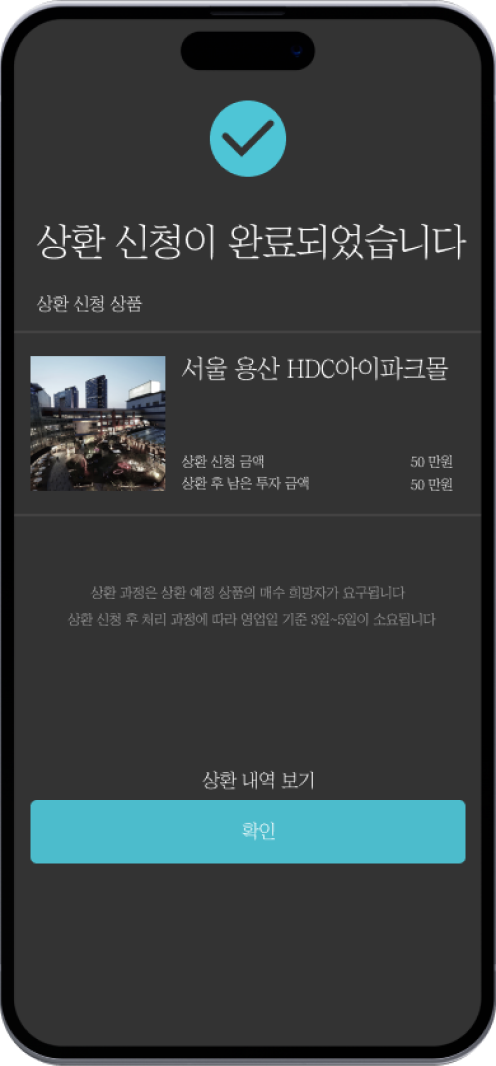 상환 신청이 완료되었습니다
상환 신청 상품
서울 용산 HDC아이파크몰
상환 신청 금액 50 만원
상환 후 남은 투자 금액 50 만원
상환 과정은 상환 예정 상품의 매수 희망자가 요구됩니다
상환 신청 후 처리 과정에 따라 영업일 기준 3일~5일이 소요됩니다
상환 내역 보기
확인